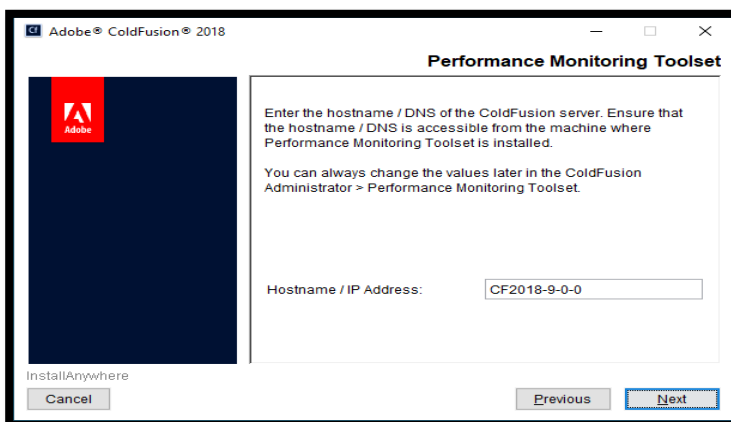 Cf Adobe® ColdFusion® 2018
Performance Monitoring Toolset
Adobe
Enter the hostname / DNS of the ColdFusion server. Ensure that
the hostname / DNS is accessible from the machine where
Performance Monitoring Toolset is installed.
You can always change the values later in the ColdFusion
Administrator > Performance Monitoring Toolset.
Hostname / IP Address: CF2018-9-0-0
InstallAnywhere
Cancel Previous Next